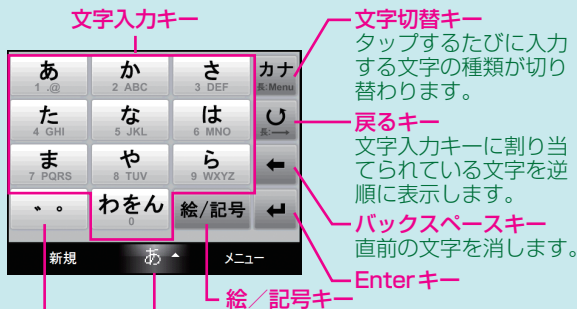 文字入力キー
あ
1 .@
か
2 ABC
さ
3 DEF
カナ
長:Menu
た
4 GHI
な
5 JKL
は
6 MNO
↺
長:→
ま
7 PQRS
や
8 TUV
ら
9 WXYZ
←
゛゜
わをん
0
絵/記号
↵
新規
あ
メニュー
文字切替キー
タップするたびに入力
する文字の種類が切り
替わります。
戻るキー
文字入力キーに割り当
てられている文字を逆
順に表示します。
バックスペースキー
直前の文字を消します。
Enterキー
絵／記号キー